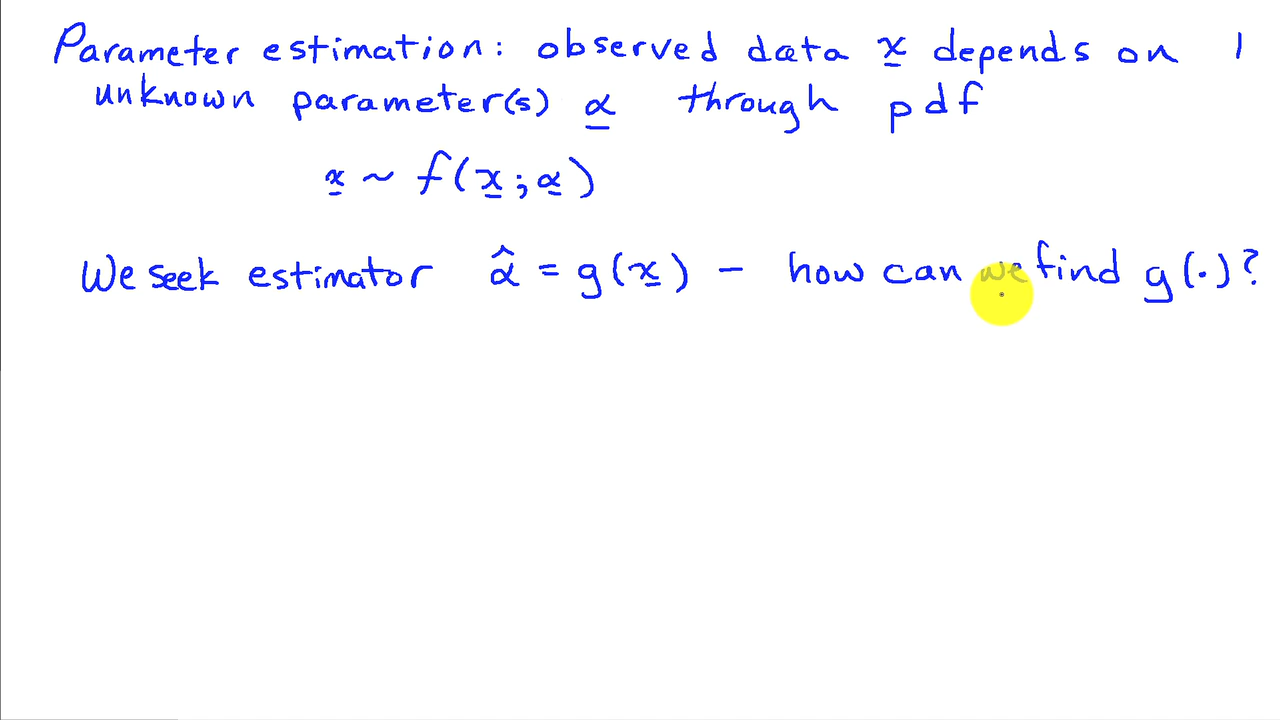 Parameter estimation: observed data x depends on 1
unknown parameter(s) α through pdf
x ~ f(x;α)
We seek estimator α̂ = g(x) – how can we find g(·)?